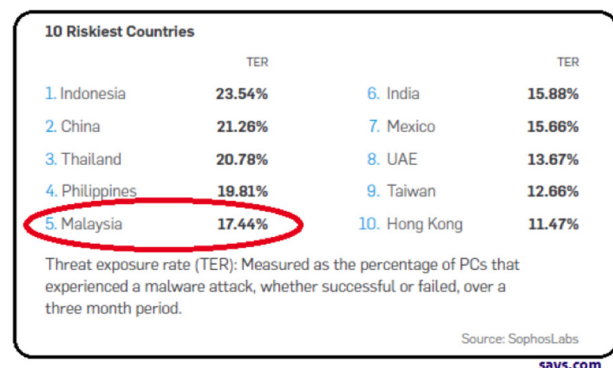 10 Riskiest Countries
TER TER
1. Indonesia 23.54% 6. India 15.88%
2. China 21.26% 7. Mexico 15.66%
3. Thailand 20.78% 8. UAE 13.67%
4. Philippines 19.81% 9. Taiwan 12.66%
5. Malaysia 17.44% 10. Hong Kong 11.47%
Threat exposure rate (TER): Measured as the percentage of PCs that
experienced a malware attack, whether successful or failed, over a
three month period.
Source: SophosLabs